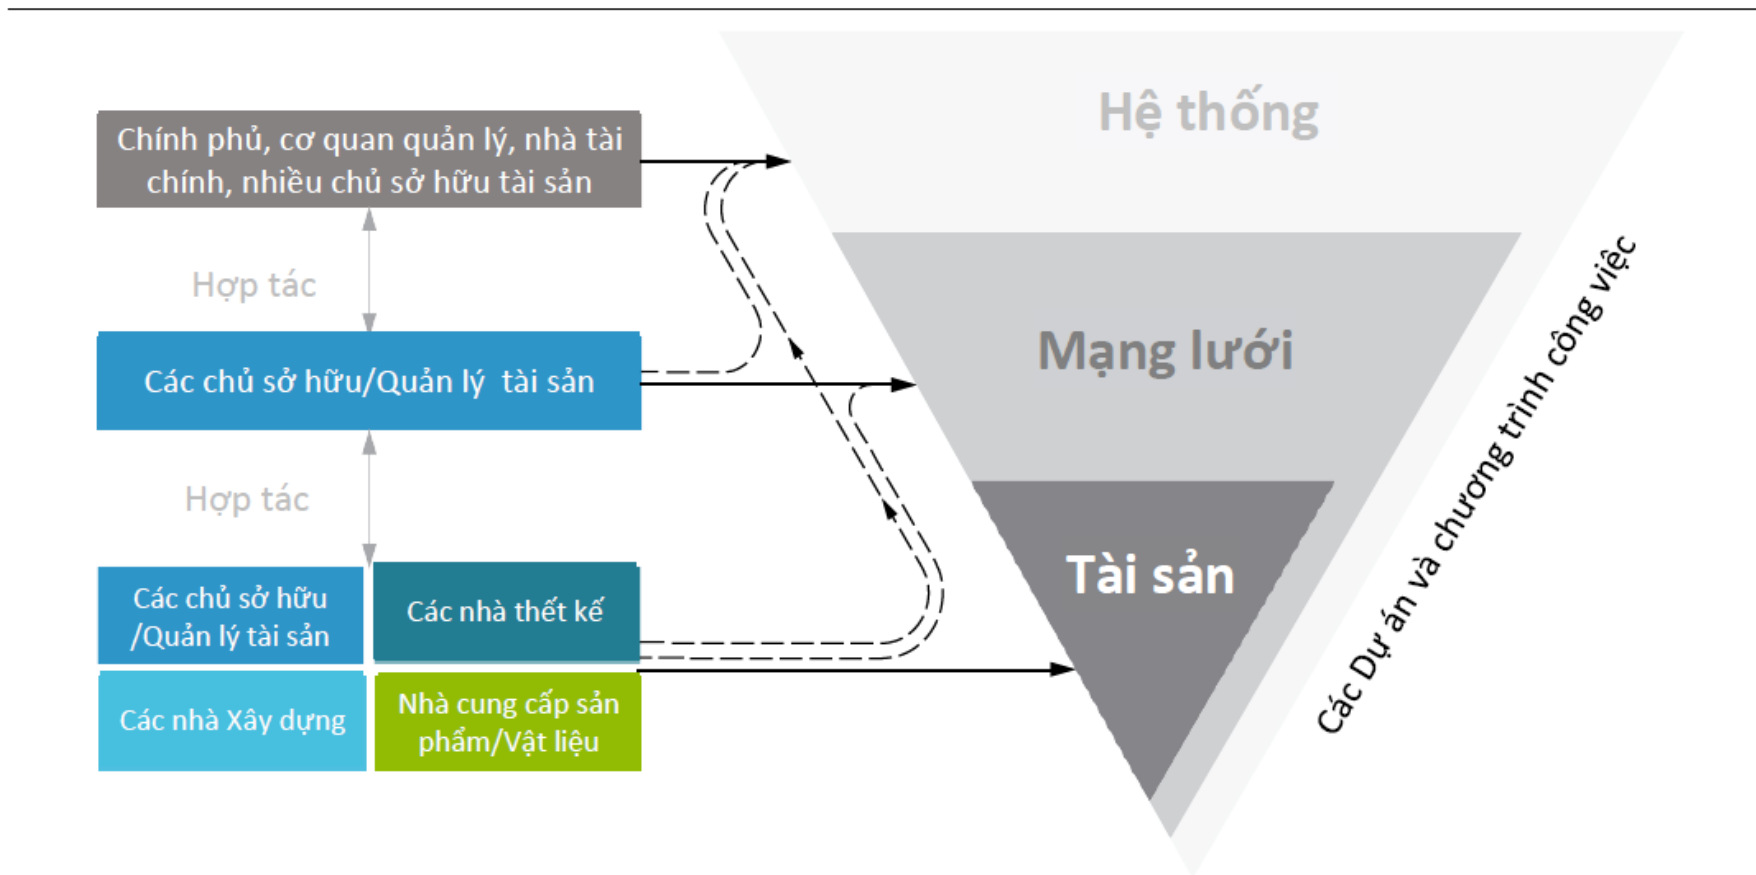 Hệ thống
Chính phủ, cơ quan quản lý, nhà tài
chính, nhiều chủ sở hữu tài sản
Hợp tác
Mạng lưới
Các chủ sở hữu/Quản lý tài sản
Hợp tác
Tài sản
Các chủ sở hữu
/Quản lý tài sản
Các nhà thết kế
Các nhà Xây dựng
Nhà cung cấp sản
phẩm/Vật liệu
Các Dự án và chương trình công việc